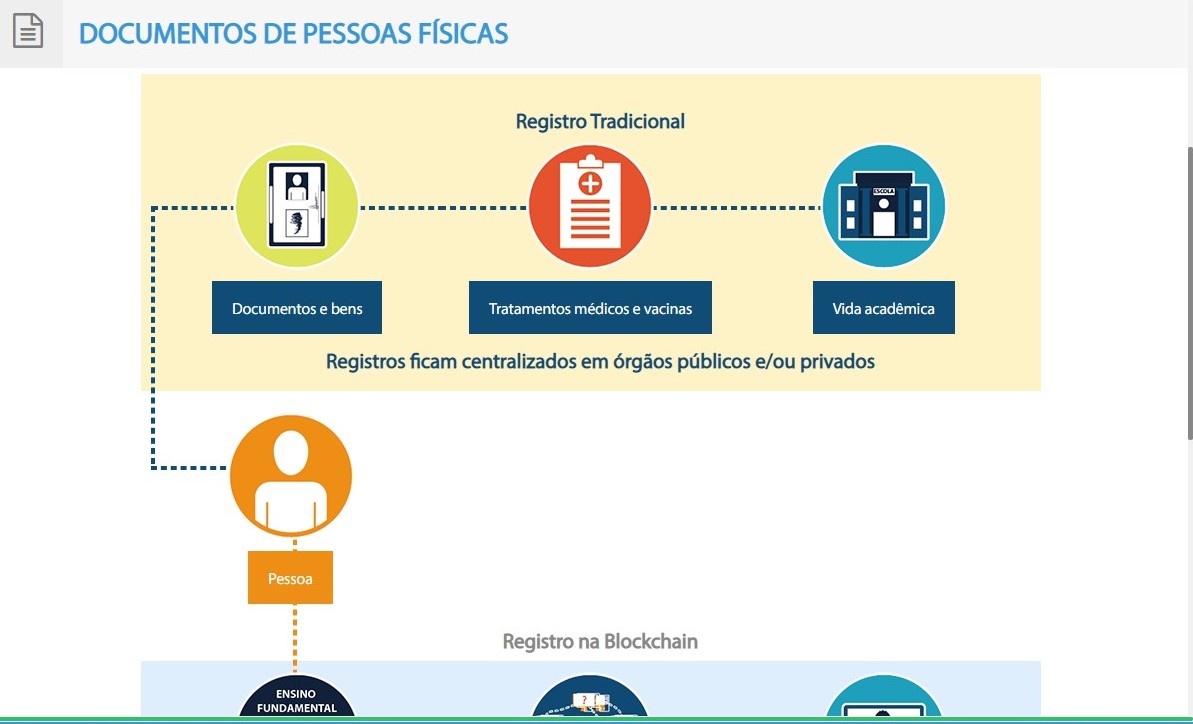 DOCUMENTOS DE PESSOAS FÍSICAS
Registro Tradicional
ESCOLA
Documentos e bens
Tratamentos médicos e vacinas
Vida acadêmica
Registros ficam centralizados em órgãos públicos e/ou privados
Pessoa
Registro na Blockchain
ENSINO
FUNDAMENTAL
?